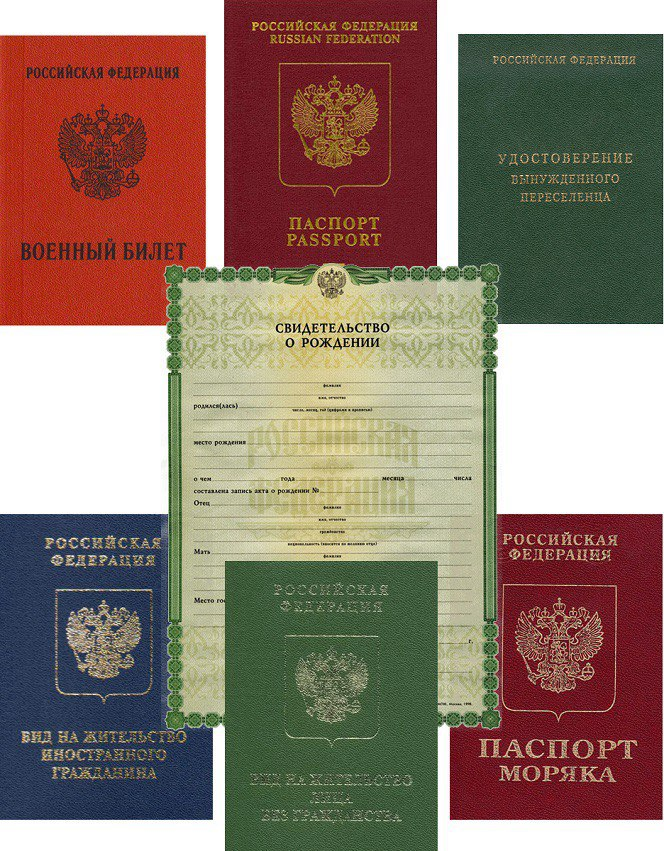 РОССИЙСКАЯ ФЕДЕРАЦИЯ
ВОЕННЫЙ БИЛЕТ
РОССИЙСКАЯ ФЕДЕРАЦИЯ
RUSSIAN FEDERATION
ПАСПОРТ
PASSPORT
РОССИЙСКАЯ ФЕДЕРАЦИЯ
УДОСТОВЕРЕНИЕ
ВЫНУЖДЕННОГО
ПЕРЕСЕЛЕНЦА
СВИДЕТЕЛЬСТВО
О РОЖДЕНИИ
фамилия
имя, отчество
родился(лась)
число, месяц, год (цифрами и прописью)
место рождения
РОССИЙСКАЯ
ФЕДЕРАЦИЯ
о чем года месяца числа
составлена запись акта о рождении №
Отец
фамилия
имя, отчество
гражданство
национальность (вносится по желанию отца)
Мать
фамилия
Место гос
г.
РОССИЙСКАЯ
ФЕДЕРАЦИЯ
ВИД НА ЖИТЕЛЬСТВО
ИНОСТРАННОГО
ГРАЖДАНИНА
РОССИЙСКАЯ
ФЕДЕРАЦИЯ
ВИД НА ЖИТЕЛЬСТВО
ЛИЦА
БЕЗ ГРАЖДАНСТВА
РОССИЙСКАЯ
ФЕДЕРАЦИЯ
ПАСПОРТ
МОРЯКА